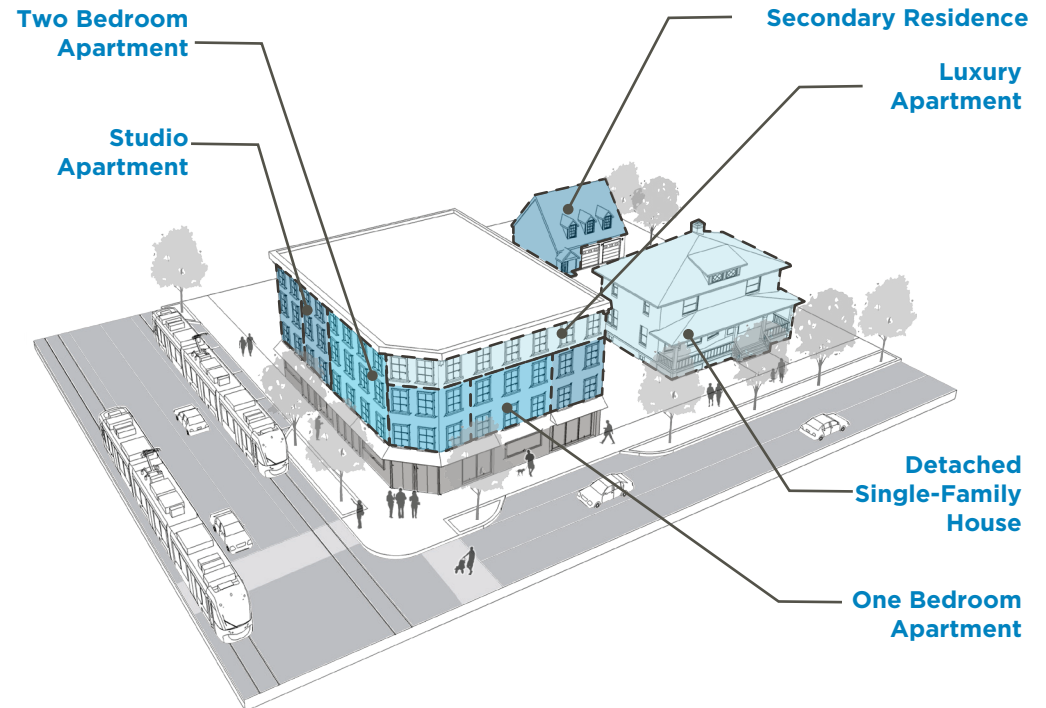 Two Bedroom
Apartment
Studio
Apartment
Secondary Residence
Luxury
Apartment
Detached
Single-Family
House
One Bedroom
Apartment